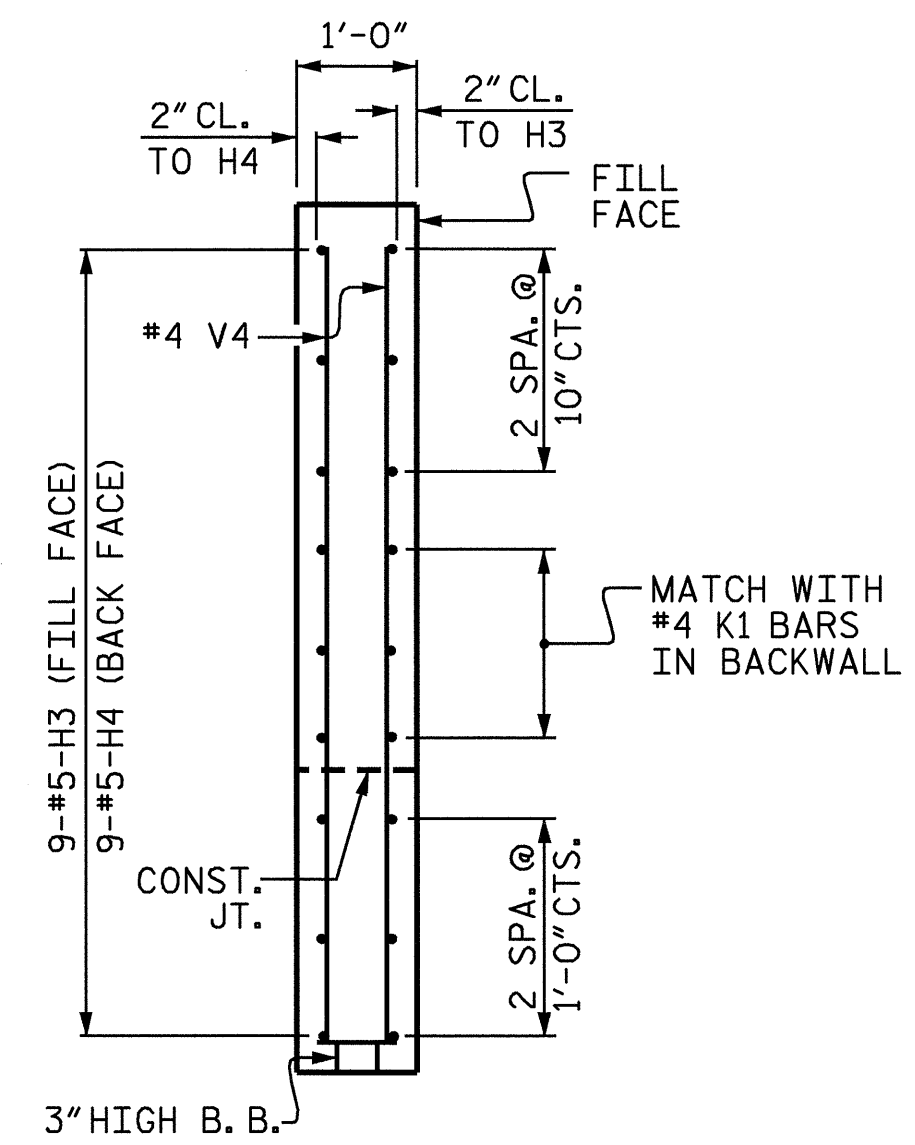 1'-0"
2" CL.
TO H4
2" CL.
TO H3
FILL
FACE
#4 V4
2 SPA. @
10" CTS.
9-#5-H3 (FILL FACE)
9-#5-H4 (BACK FACE)
MATCH WITH
#4 K1 BARS
IN BACKWALL
CONST.
JT.
2 SPA. @
1'-0" CTS.
3" HIGH B. B.